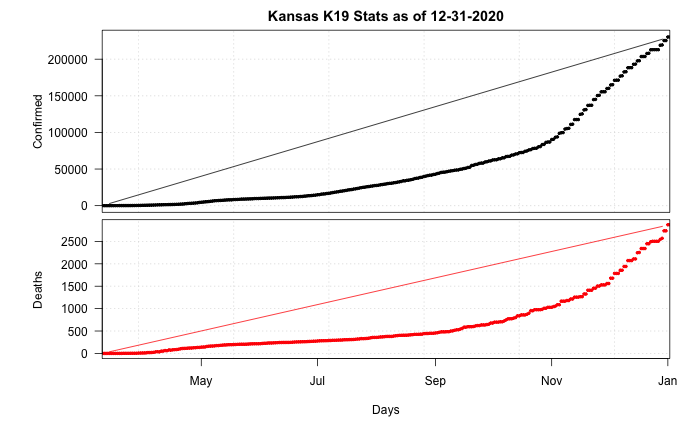 Kansas K19 Stats as of 12-31-2020
Confirmed
200000
150000
100000
50000
0
Deaths
2500
2000
1500
1000
500
0
May Jul Sep Nov Jan
Days